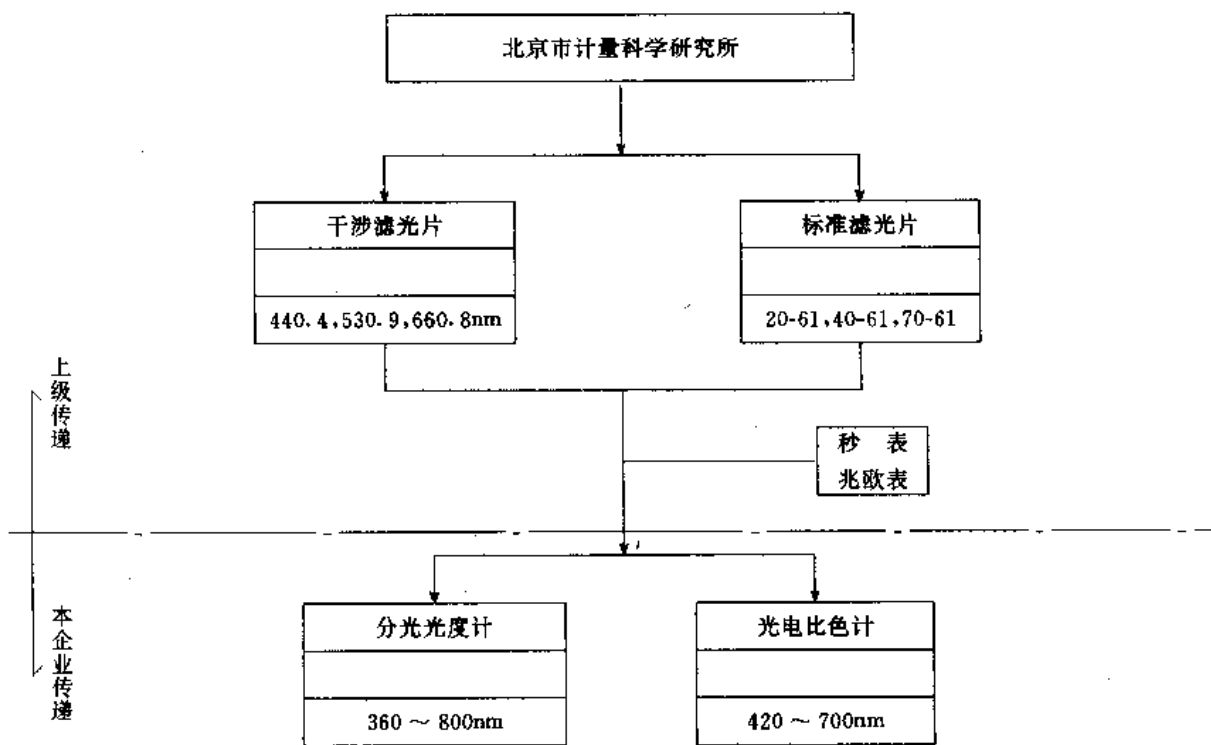 北京市计量科学研究所
干涉滤光片
标准滤光片
440.4,530.9,660.8nm
20-61,40-61,70-61
上级传递
秒 表
兆欧表
本企业传递
分光光度计
光电比色计
360～800nm
420～700nm